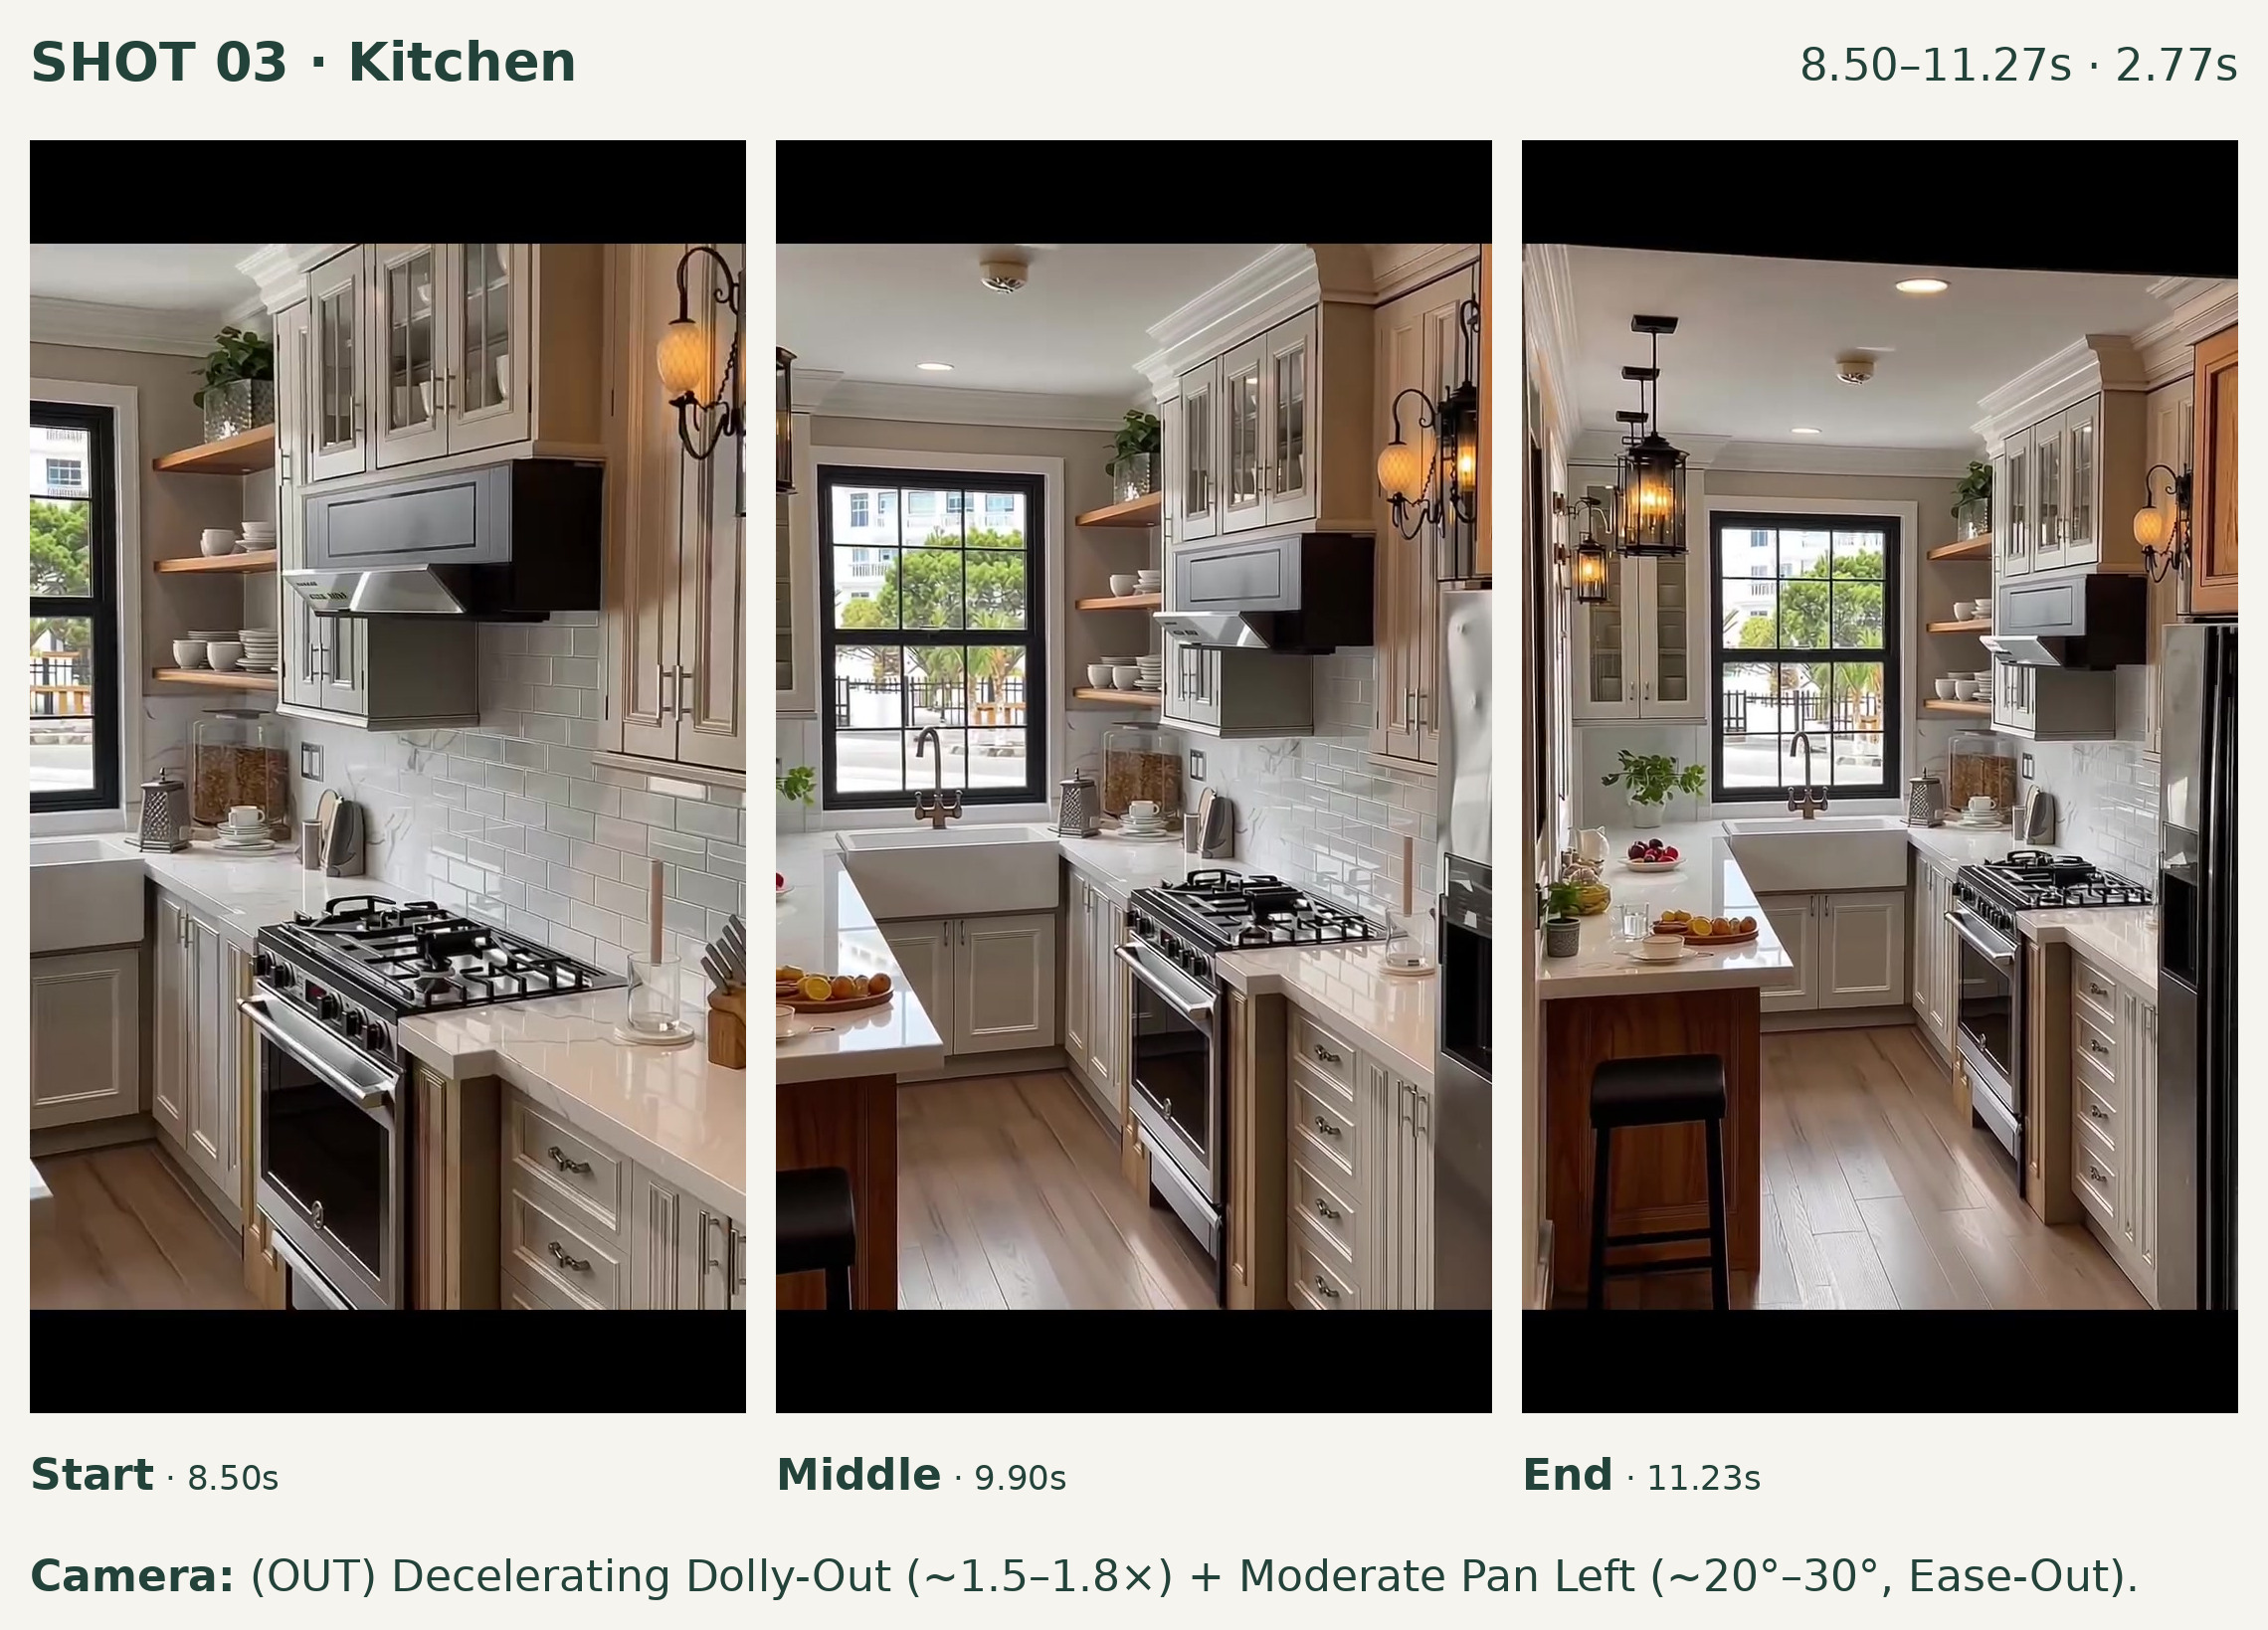 SHOT 03 · Kitchen
8.50–11.27s · 2.77s
Start · 8.50s
Middle · 9.90s
End · 11.23s
Camera: (OUT) Decelerating Dolly-Out (~1.5–1.8×) + Moderate Pan Left (~20°–30°, Ease-Out).